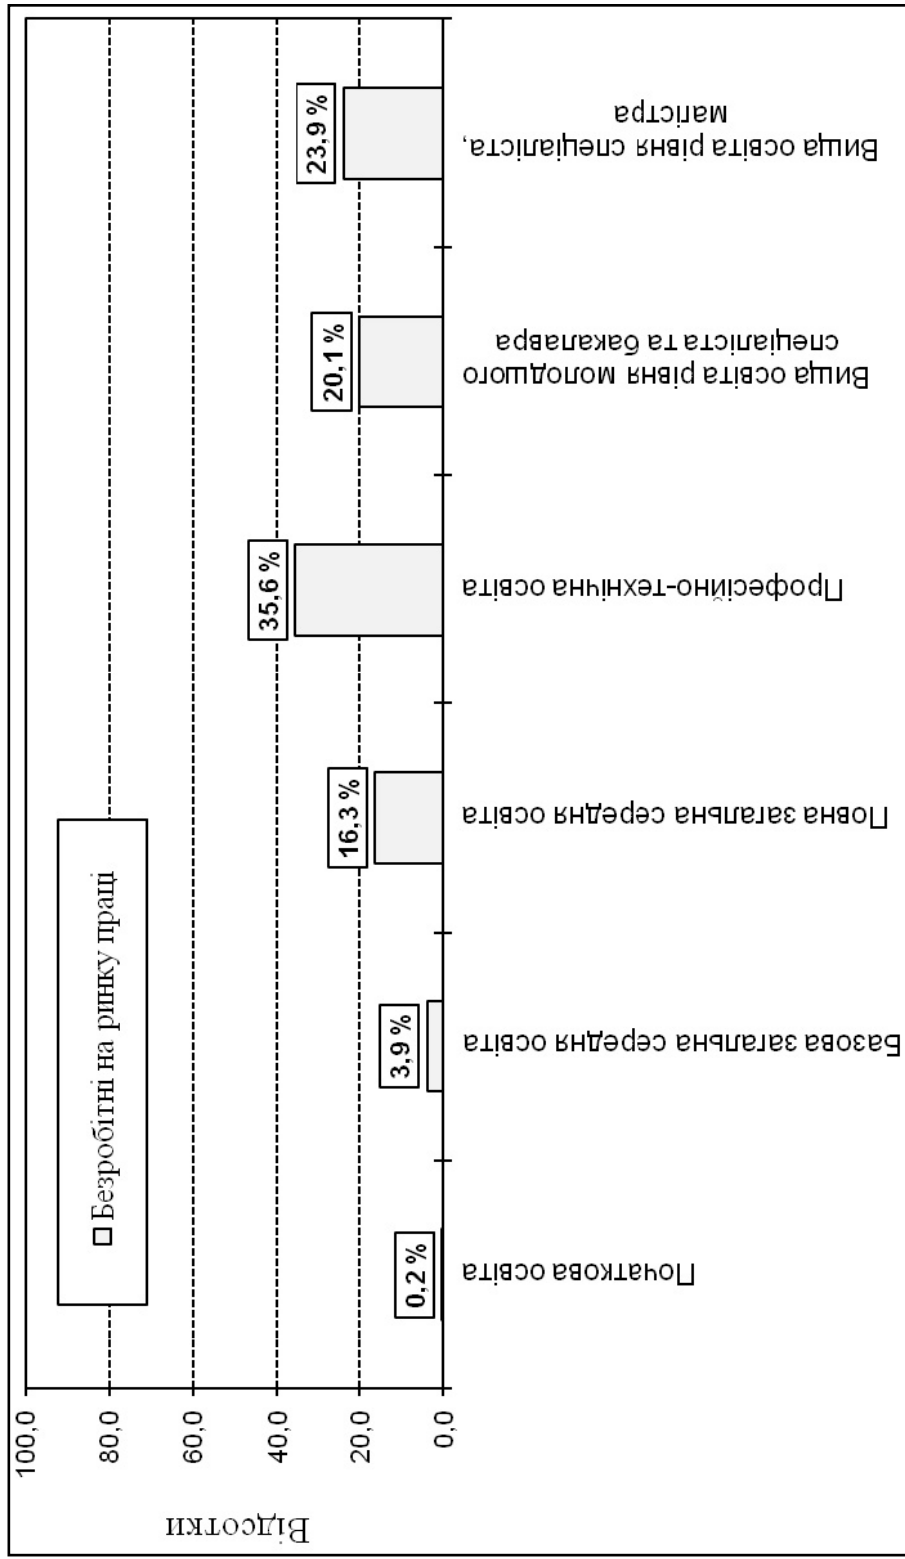 Відсотки
100,0
80,0
60,0
40,0
20,0
0,0
Безробітні на ринку праці
0,2 %
3,9 %
16,3 %
35,6 %
20,1 %
23,9 %
Початкова освіта
Базова загальна середня освіта
Повна загальна середня освіта
Професійно-технічна освіта
Вища освіта рівня молодшого
спеціаліста та бакалавра
Вища освіта рівня спеціаліста,
магістра